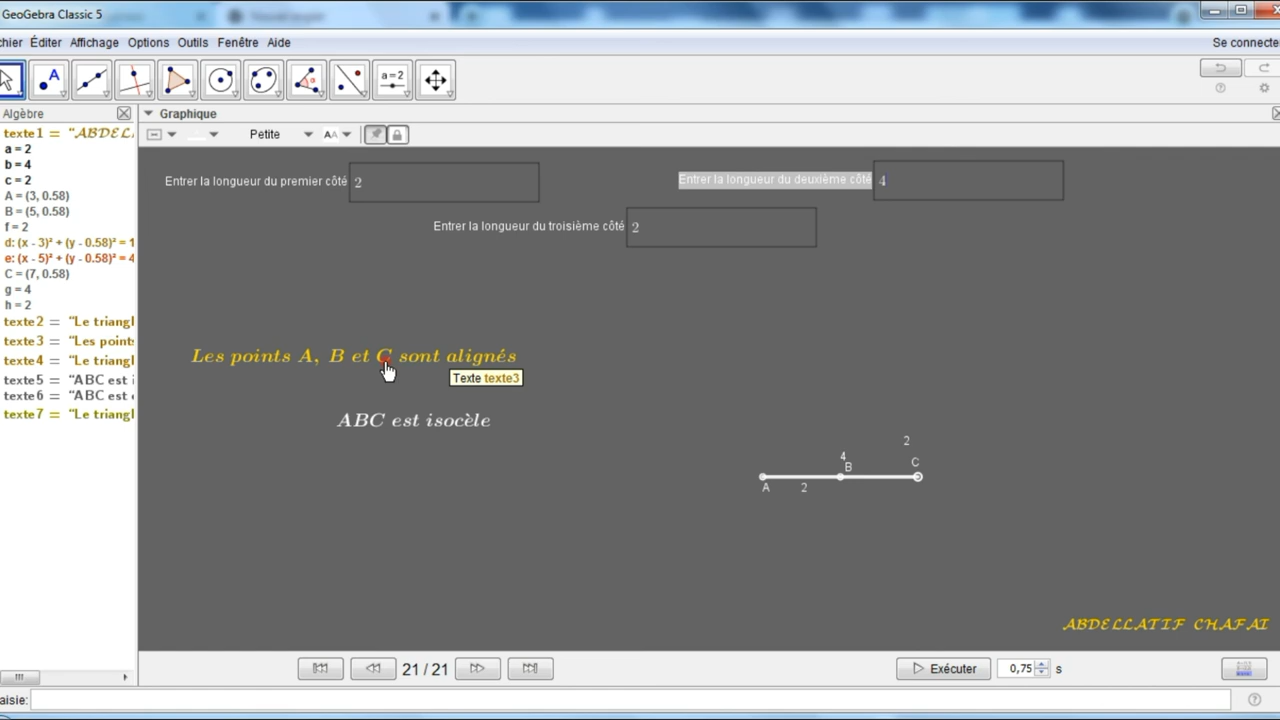 GeoGebra Classic 5
chier Éditer Affichage Options Outils Fenêtre Aide
Se connecte
A
a = 2
Algèbre
Graphique
Petite
AA
texte1 = "ABDEL
a = 2
b = 4
c = 2
A = (3, 0.58)
B = (5, 0.58)
f = 2
d: (x - 3)² + (y - 0.58)² = 1
e: (x - 5)² + (y - 0.58)² = 4
C = (7, 0.58)
g = 4
h = 2
texte2 = "Le triangl
texte3 = "Les points
texte4 = "Le triangl
texte5 = "ABC est i
texte6 = "ABC est
texte7 = "Le triangl
Entrer la longueur du premier côté 2
Entrer la longueur du deuxième côté 4
Entrer la longueur du troisième côté 2
Les points A, B et C sont alignés
Texte texte3
ABC est isocèle
2
4
B
C
A
2
ABDELLATIF CHAFAI
21 / 21
Exécuter
0,75 s
aisie: